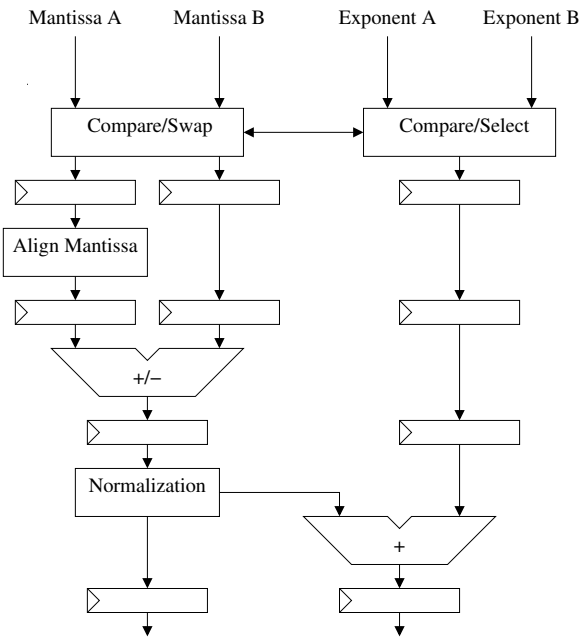 Mantissa A Mantissa B Exponent A Exponent B
Compare/Swap Compare/Select
Align Mantissa
+/−
Normalization
+